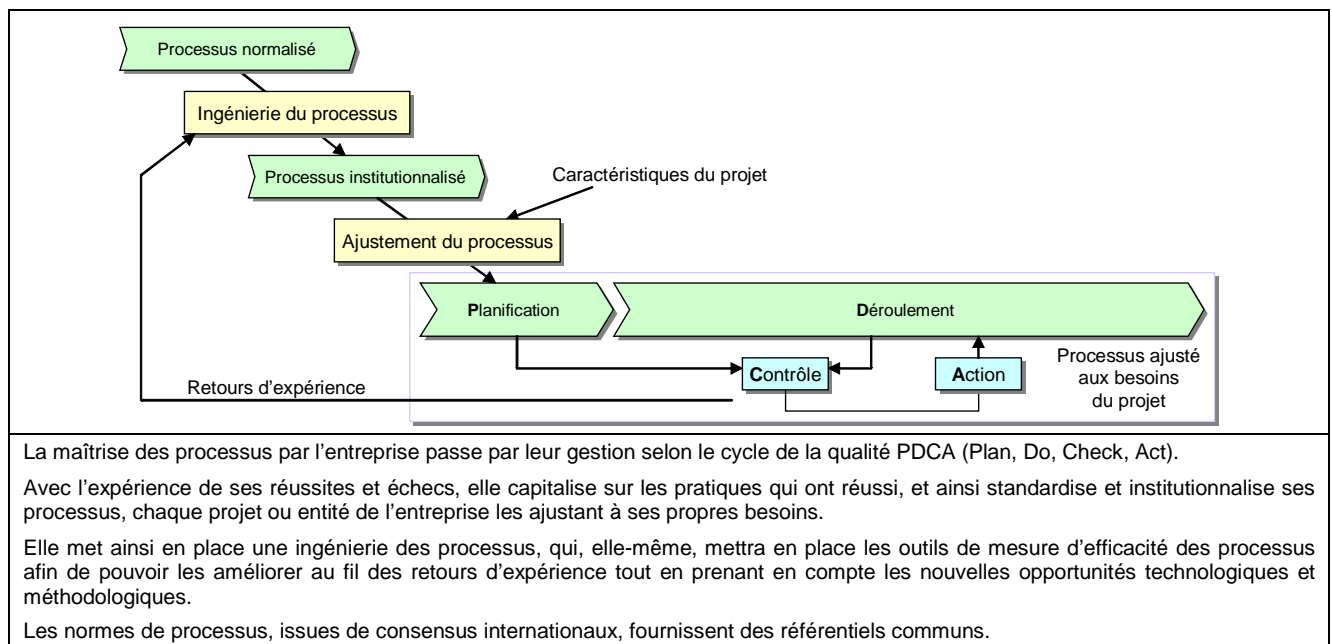 Processus normalisé
Ingénierie du processus
Processus institutionnalisé
Caractéristiques du projet
Ajustement du processus
Planification
Déroulement
Contrôle
Action
Processus ajusté
aux besoins
du projet
Retours d’expérience
La maîtrise des processus par l’entreprise passe par leur gestion selon le cycle de la qualité PDCA (Plan, Do, Check, Act).
Avec l’expérience de ses réussites et échecs, elle capitalise sur les pratiques qui ont réussi, et ainsi standardise et institutionnalise ses
processus, chaque projet ou entité de l’entreprise les ajustant à ses propres besoins.
Elle met ainsi en place une ingénierie des processus, qui, elle-même, mettra en place les outils de mesure d’efficacité des processus
afin de pouvoir les améliorer au fil des retours d’expérience tout en prenant en compte les nouvelles opportunités technologiques et
méthodologiques.
Les normes de processus, issues de consensus internationaux, fournissent des référentiels communs.